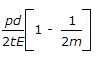 pd/2tE [1 - 1/2m]